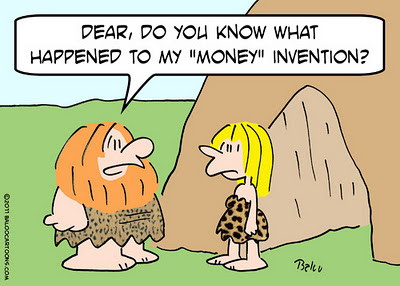 DEAR, DO YOU KNOW WHAT
HAPPENED TO MY "MONEY" INVENTION?
©2011 BALOOCARTOONS.COM
Baloo